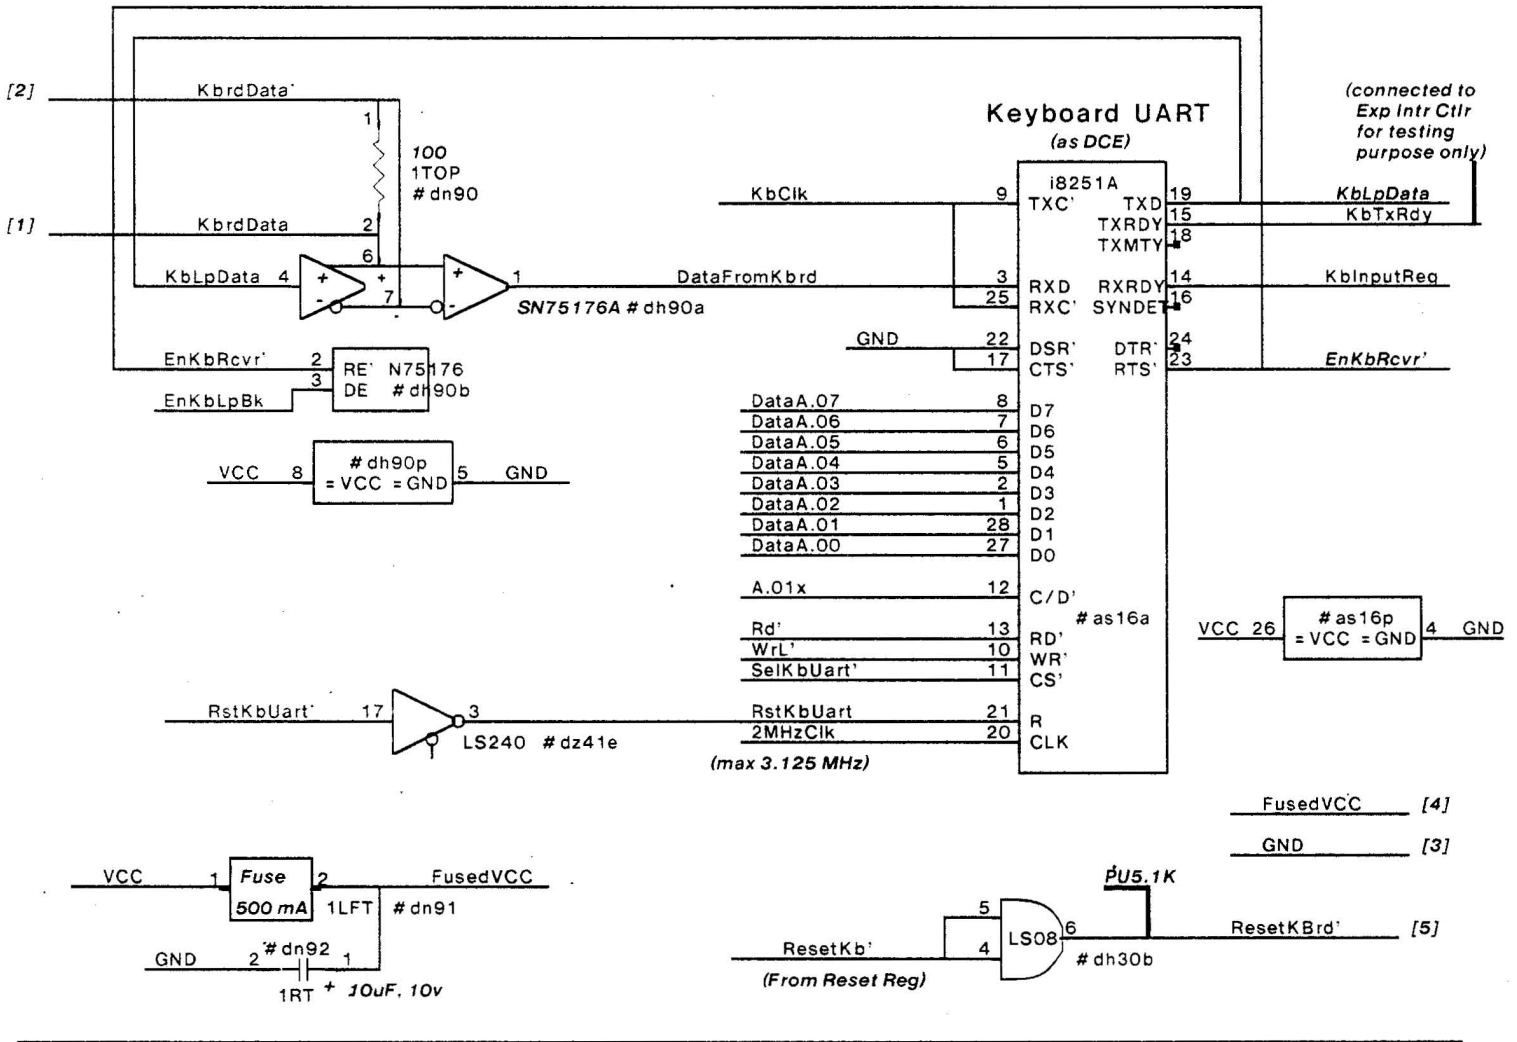 [2] KbrdData'
(connected to
Exp Intr Ctlr
for testing
purpose only)
Keyboard UART
(as DCE)
1
100
1TOP
#dn90
i8251A
KbClk 9 TXC' TXD 19 KbLpData
TXRDY 15 KbTxRdy
TXMTY 18
[1] KbrdData 2
KbLpData 4 + - 6 + 7 + - 1 DataFromKbrd 3 RXD RXRDY 14 KbInputReq
SN75176A #dh90a
25 RXC' SYNDET 16
GND 22 DSR' DTR' 24
17 CTS' RTS' 23 EnKbRcvr'
EnKbRcvr' 2 RE' N75176
EnKbLpBk 3 DE #dh90b
DataA.07 8 D7
DataA.06 7 D6
DataA.05 6 D5
DataA.04 5 D4
DataA.03 2 D3
DataA.02 1 D2
DataA.01 28 D1
DataA.00 27 D0
VCC 8 #dh90p 5 GND
=VCC =GND
A.01x 12 C/D'
#as16a
Rd' 13 RD'
WrL' 10 WR'
SelKbUart' 11 CS'
VCC 26 #as16p 4 GND
=VCC =GND
RstKbUart' 17 3 RstKbUart 21 R
LS240 #dz41e
2MHzClk 20 CLK
(max 3.125 MHz)
FusedVCC [4]
GND [3]
VCC 1 Fuse 2 FusedVCC
500 mA 1LFT #dn91
#dn92
GND 2 1
1RT + 10uF, 10v
PU5.1K
5
ResetKb' 4 LS08 6 ResetKBrd' [5]
#dh30b
(From Reset Reg)